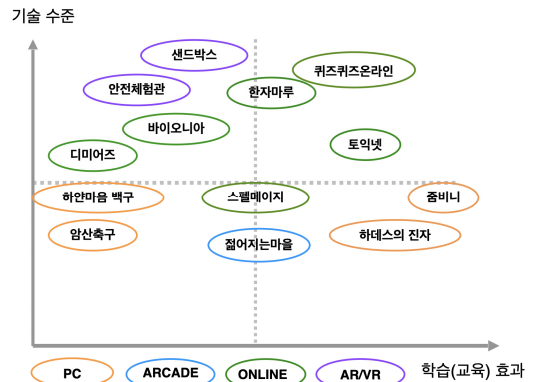 기술 수준
샌드박스
퀴즈퀴즈온라인
안전체험관
한자마루
바이오니아
토익넷
디미어즈
하얀마음 백구
스펠메이지
줌비니
암산축구
젊어지는마을
하데스의 진자
학습(교육) 효과
PC
ARCADE
ONLINE
AR/VR